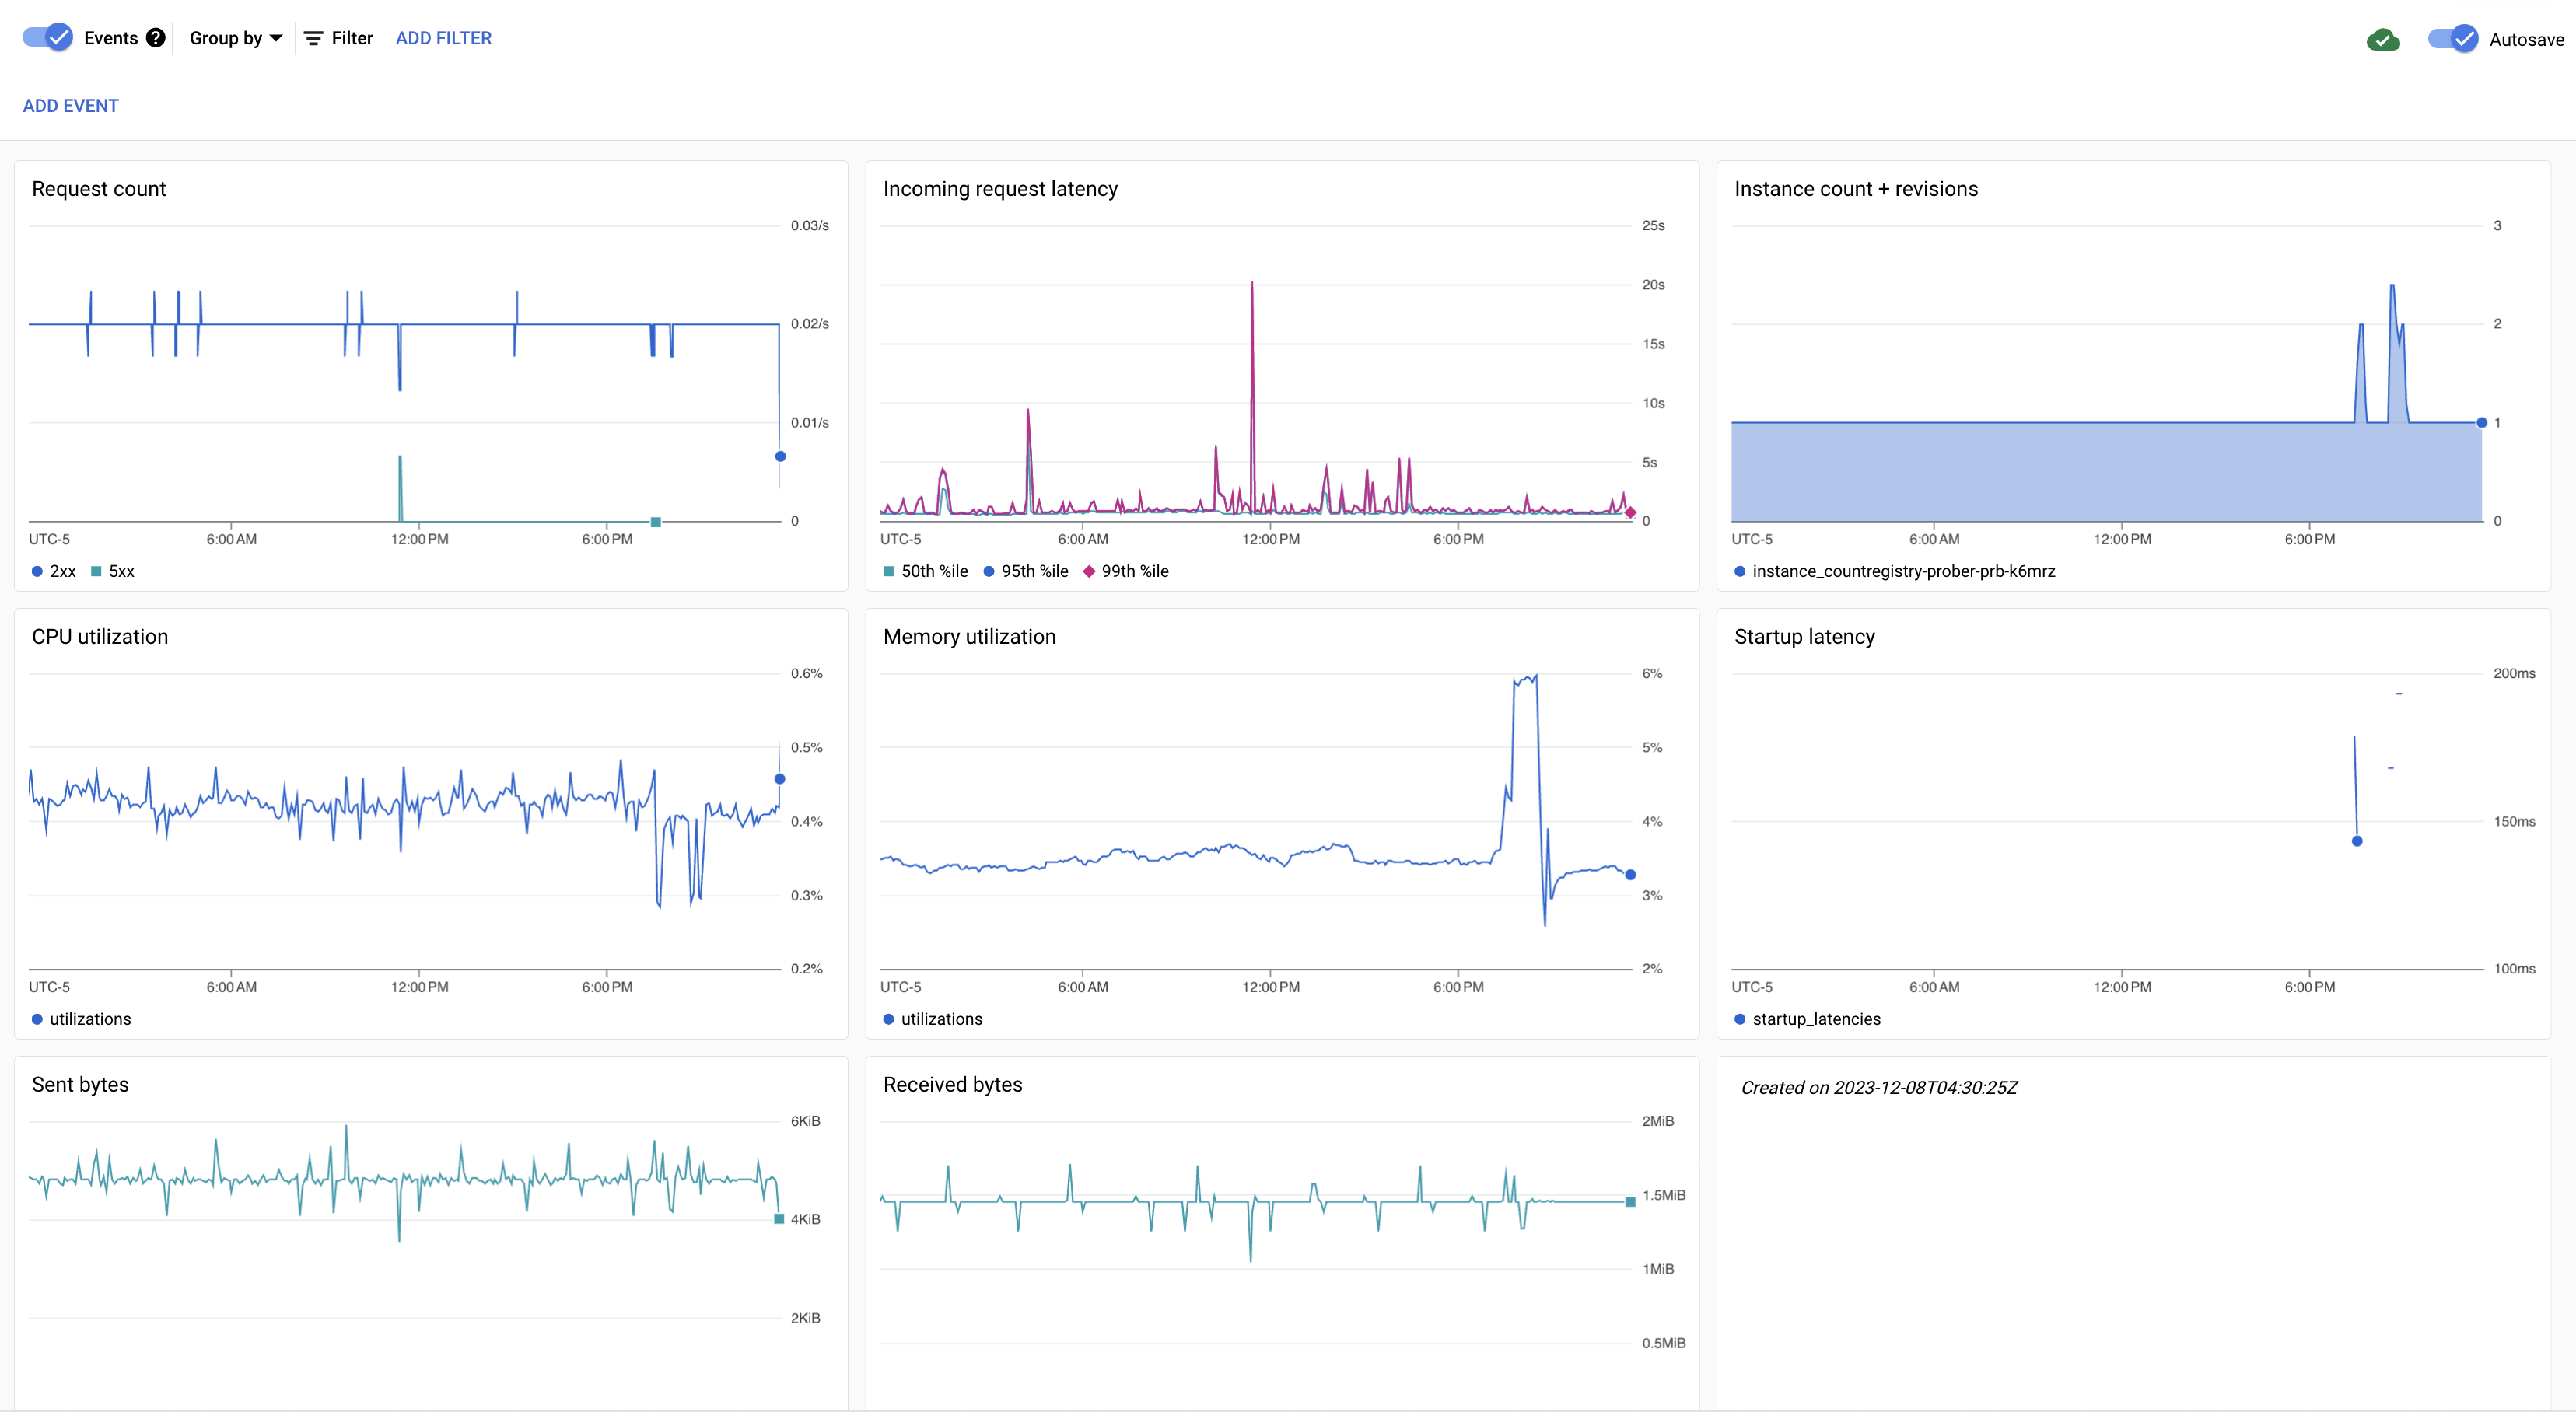 Events
Group by
Filter
ADD FILTER
Autosave
ADD EVENT
Request count
0.03/s
0.02/s
0.01/s
0
UTC-5 6:00 AM 12:00 PM 6:00 PM
2xx 5xx
Incoming request latency
25s
20s
15s
10s
5s
0
UTC-5 6:00 AM 12:00 PM 6:00 PM
50th %ile 95th %ile 99th %ile
Instance count + revisions
3
2
1
0
UTC-5 6:00 AM 12:00 PM 6:00 PM
instance_countregistry-prober-prb-k6mrz
CPU utilization
0.6%
0.5%
0.4%
0.3%
0.2%
UTC-5 6:00 AM 12:00 PM 6:00 PM
utilizations
Memory utilization
6%
5%
4%
3%
2%
UTC-5 6:00 AM 12:00 PM 6:00 PM
utilizations
Startup latency
200ms
150ms
100ms
UTC-5 6:00 AM 12:00 PM 6:00 PM
startup_latencies
Sent bytes
6KiB
4KiB
2KiB
Received bytes
2MiB
1.5MiB
1MiB
0.5MiB
Created on 2023-12-08T04:30:25Z